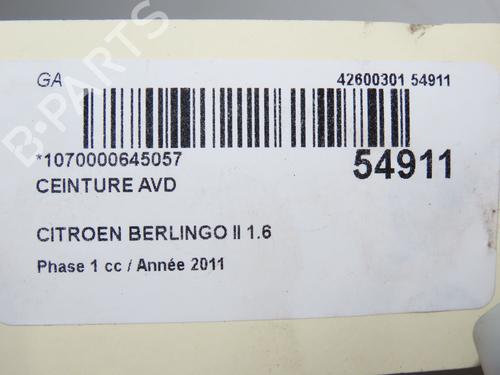 B-PARTS
GA 42600301 54911
*1070000645057 54911
CEINTURE AVD
CITROEN BERLINGO II 1.6
Phase 1 cc / Année 2011